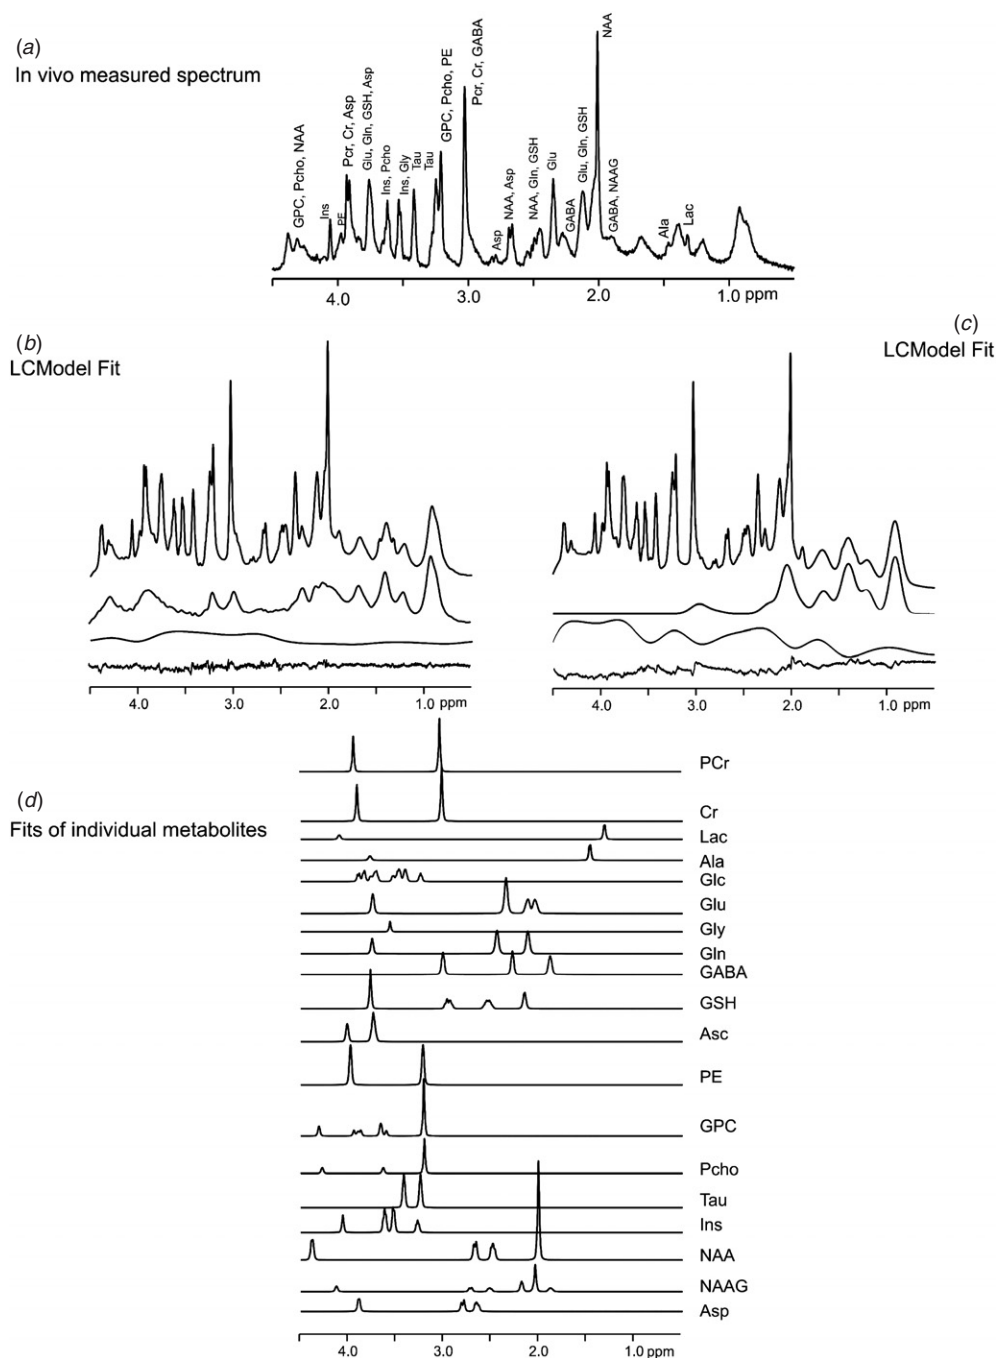 (a)
In vivo measured spectrum
GPC, Pcho, NAA
Ins
PE
Pcr, Cr, Asp
Glu, Gln, GSH, Asp
Ins, Pcho
Ins, Gly
Tau
Tau
GPC, Pcho, PE
Pcr, Cr, GABA
Asp
NAA, Asp
NAA, Gln, GSH
Glu
GABA
Glu, Gln, GSH
NAA
GABA, NAAG
Ala
Lac
4.0 3.0 2.0 1.0 ppm
(b)
LCModel Fit
4.0 3.0 2.0 1.0 ppm
(c)
LCModel Fit
4.0 3.0 2.0 1.0 ppm
(d)
Fits of individual metabolites
PCr
Cr
Lac
Ala
Glc
Glu
Gly
Gln
GABA
GSH
Asc
PE
GPC
Pcho
Tau
Ins
NAA
NAAG
Asp
4.0 3.0 2.0 1.0 ppm